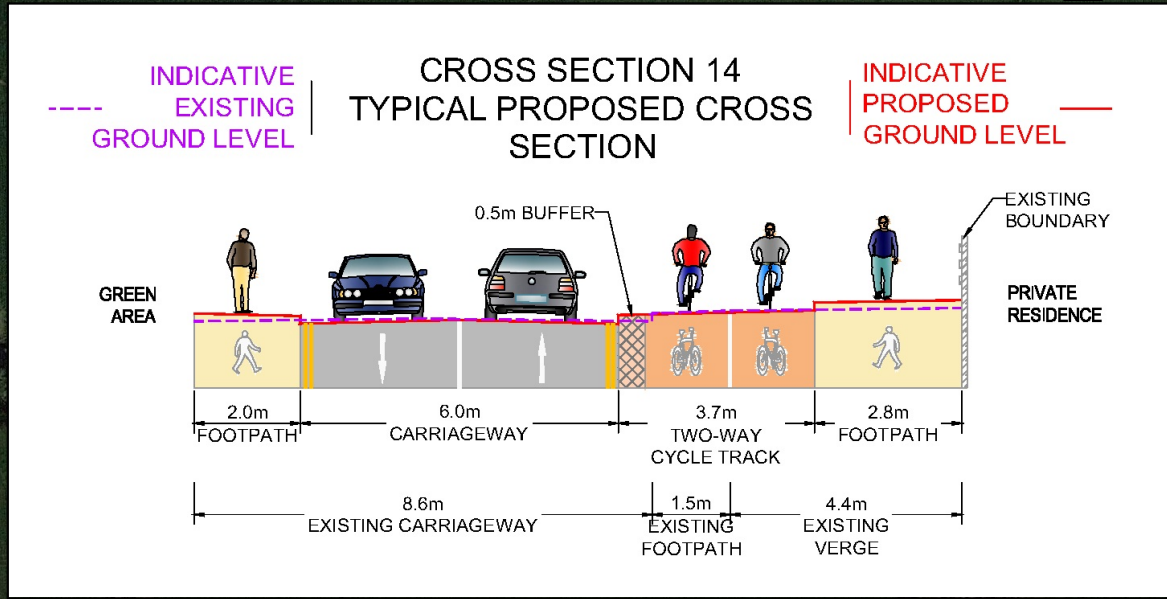 INDICATIVE
EXISTING
GROUND LEVEL
CROSS SECTION 14
TYPICAL PROPOSED CROSS
SECTION
INDICATIVE
PROPOSED
GROUND LEVEL
0.5m BUFFER
EXISTING
BOUNDARY
GREEN
AREA
PRIVATE
RESIDENCE
2.0m
FOOTPATH
6.0m
CARRIAGEWAY
3.7m
TWO-WAY
CYCLE TRACK
2.8m
FOOTPATH
8.6m
EXISTING CARRIAGEWAY
1.5m
EXISTING
FOOTPATH
4.4m
EXISTING
VERGE